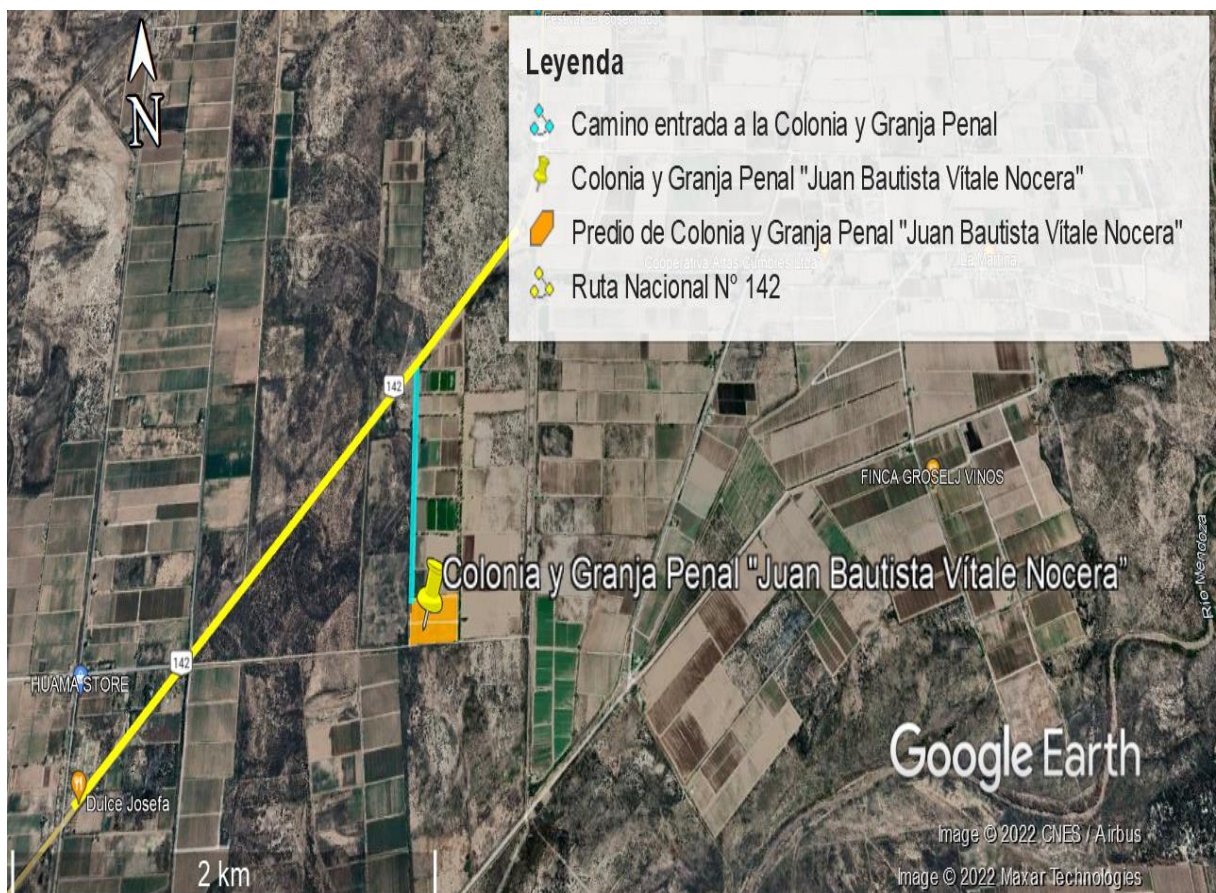 N
Leyenda
Camino entrada a la Colonia y Granja Penal
Colonia y Granja Penal "Juan Bautista Vítale Nocera"
Predio de Colonia y Granja Penal "Juan Bautista Vítale Nocera"
Cooperativa Altas Cumbres Ltda
La Martina
Ruta Nacional Nº 142
142
FINCA GROSELJ VINOS
Río Mendoza
Colonia y Granja Penal "Juan Bautista Vítale Nocera"
142
HUAMA STORE
Google Earth
Dulce Josefa
Image © 2022 CNES / Airbus
2 km
Image © 2022 Maxar Technologies